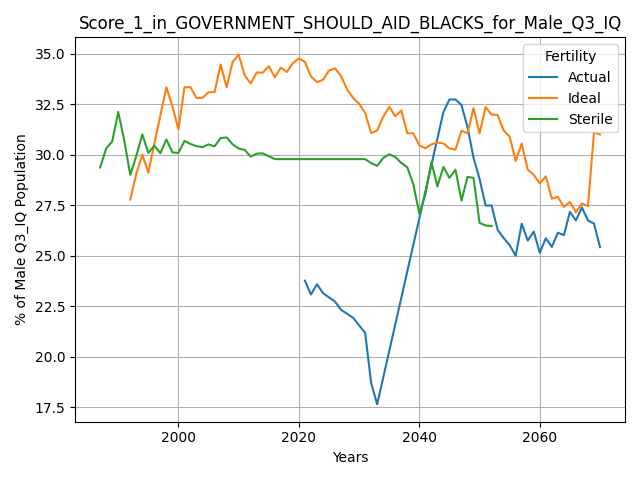 Score_1_in_GOVERNMENT_SHOULD_AID_BLACKS_for_Male_Q3_IQ
% of Male Q3_IQ Population
35.0
32.5
30.0
27.5
25.0
22.5
20.0
17.5
Fertility
Actual
Ideal
Sterile
2000
2020
2040
2060
Years